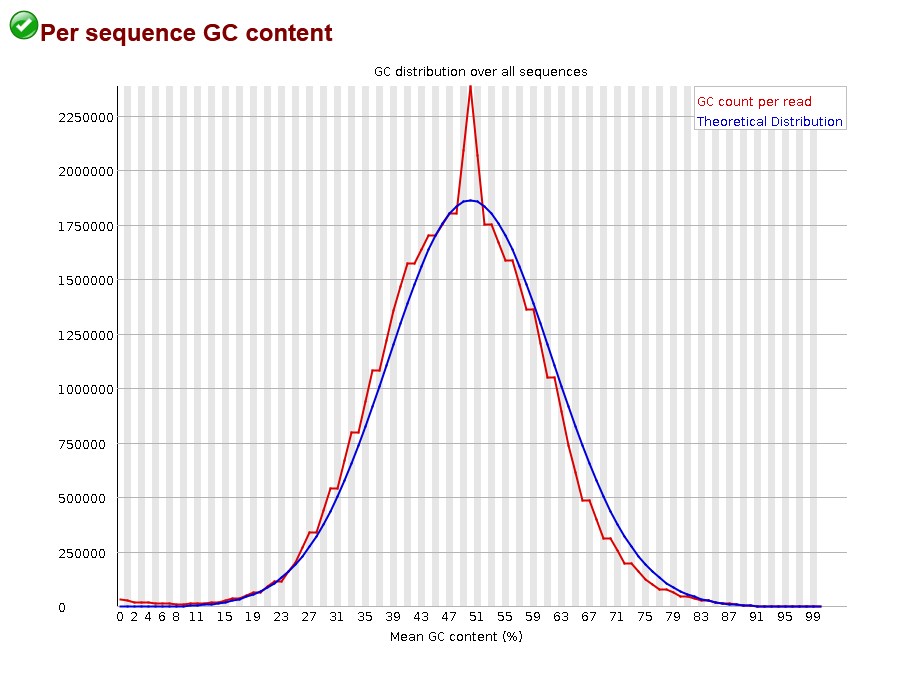 Per sequence GC content
GC distribution over all sequences
GC count per read
Theoretical Distribution
2250000
2000000
1750000
1500000
1250000
1000000
750000
500000
250000
0
0 2 4 6 8 11 15 19 23 27 31 35 39 43 47 51 55 59 63 67 71 75 79 83 87 91 95 99
Mean GC content (%)